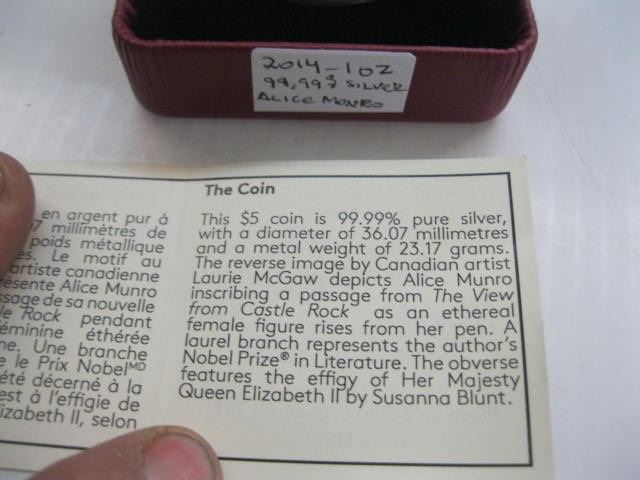 2014-1oz
99,99% SILVER
ALICE MONRO
The Coin
This $5 coin is 99.99% pure silver,
with a diameter of 36.07 millimetres
and a metal weight of 23.17 grams.
The reverse image by Canadian artist
Laurie McGaw depicts Alice Munro
inscribing a passage from The View
from Castle Rock as an ethereal
female figure rises from her pen. A
laurel branch represents the author's
Nobel Prize® in Literature. The obverse
features the effigy of Her Majesty
Queen Elizabeth II by Susanna Blunt.
en argent pur à
07 millimètres de
poids métallique
es. Le motif au
artiste canadienne
résente Alice Munro
ssage de sa nouvelle
le Rock pendant
féminine éthérée
ne. Une branche
e le Prix NobelMD
été décerné à la
est à l'effigie de
izabeth II, selon